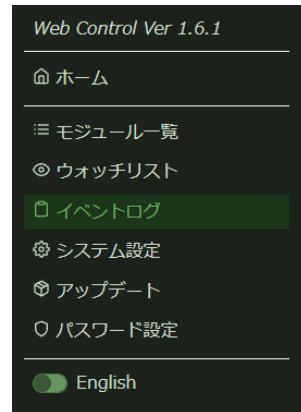 Web Control Ver 1.6.1
ホーム
モジュール一覧
ウォッチリスト
イベントログ
システム設定
アップデート
パスワード設定
English